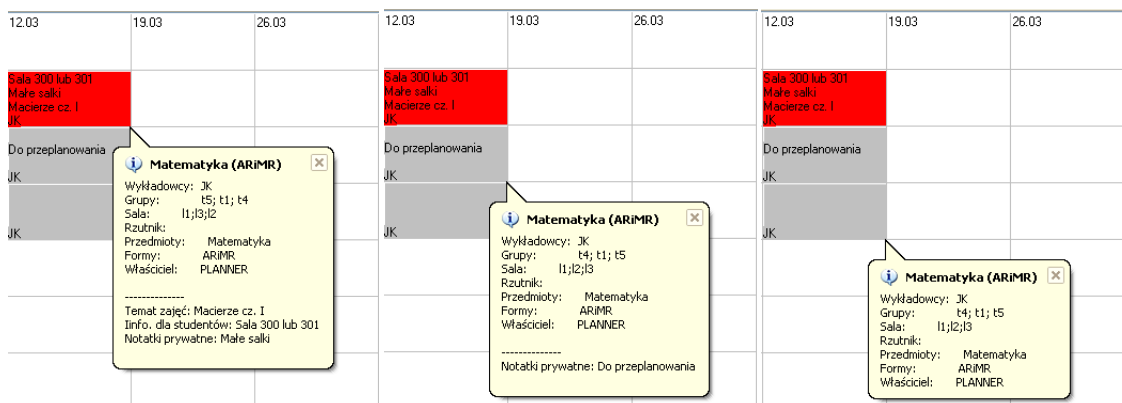 12.03 19.03 26.03
Sala 300 lub 301
Małe salki
Macierze cz. I
JK
Do przeplanowania
JK
JK
Matematyka (ARiMR)
Wykładowcy: JK
Grupy: t5; t1; t4
Sala: l1;l3;l2
Rzutnik:
Przedmioty: Matematyka
Formy: ARiMR
Właściciel: PLANNER
--------------
Temat zajęć: Macierze cz. I
Iinfo. dla studentów: Sala 300 lub 301
Notatki prywatne: Małe salki
12.03 19.03 26.03
Sala 300 lub 301
Małe salki
Macierze cz. I
JK
Do przeplanowania
JK
JK
Matematyka (ARiMR)
Wykładowcy: JK
Grupy: t4; t1; t5
Sala: l1;l2;l3
Rzutnik:
Przedmioty: Matematyka
Formy: ARiMR
Właściciel: PLANNER
--------------
Notatki prywatne: Do przeplanowania
12.03 19.03 26.03
Sala 300 lub 301
Małe salki
Macierze cz. I
JK
Do przeplanowania
JK
JK
Matematyka (ARiMR)
Wykładowcy: JK
Grupy: t4; t1; t5
Sala: l1;l2;l3
Rzutnik:
Przedmioty: Matematyka
Formy: ARiMR
Właściciel: PLANNER